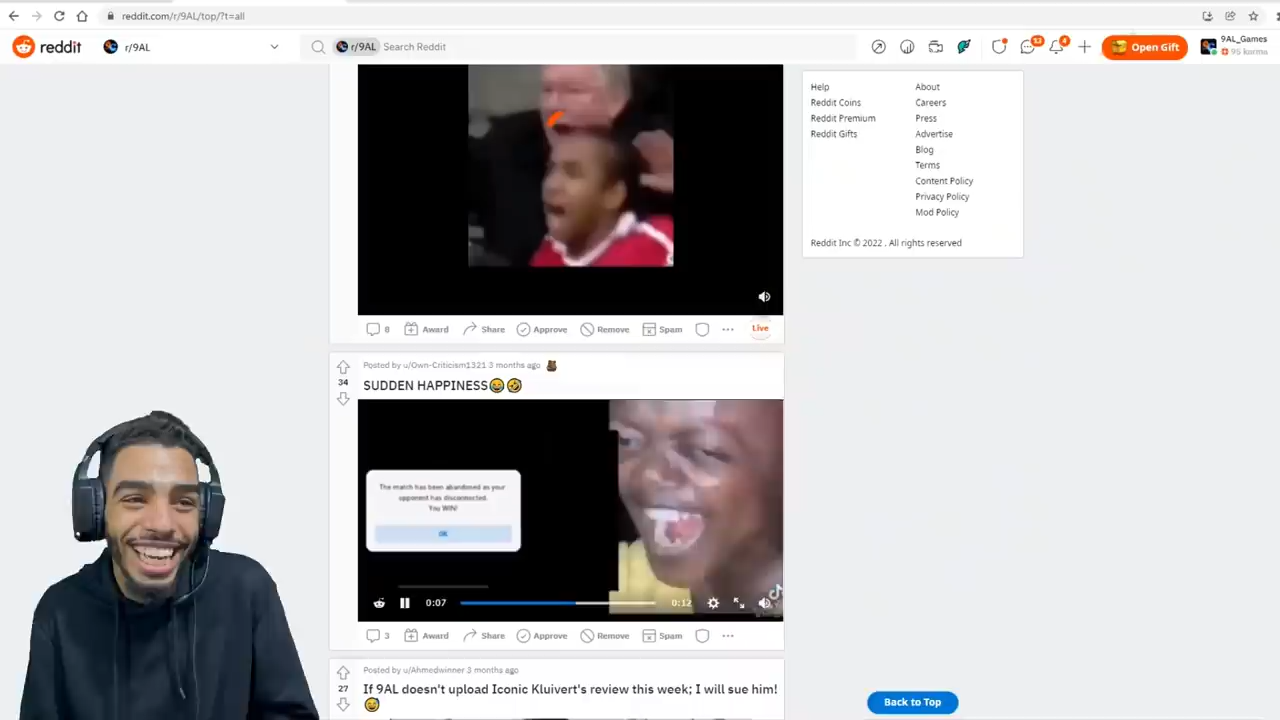 reddit.com/r/9AL/top/?t=all
reddit
r/9AL
r/9AL Search Reddit
13
4
Open Gift
9AL_Games
95 karma
Help
About
Reddit Coins
Careers
Reddit Premium
Press
Reddit Gifts
Advertise
Blog
Terms
Content Policy
Privacy Policy
Mod Policy
Reddit Inc © 2022 . All rights reserved
8 Award Share Approve Remove Spam ... Live
Posted by u/Own-Criticism1321 3 months ago
34
SUDDEN HAPPINESS😂🤣
The match has been abandoned as your
opponent has disconnected.
You WIN!
OK
0:07
0:12
3 Award Share Approve Remove Spam ...
Posted by u/Ahmedwinner 3 months ago
27
If 9AL doesn't upload Iconic Kluivert's review this week; I will sue him!
😅
Back to Top